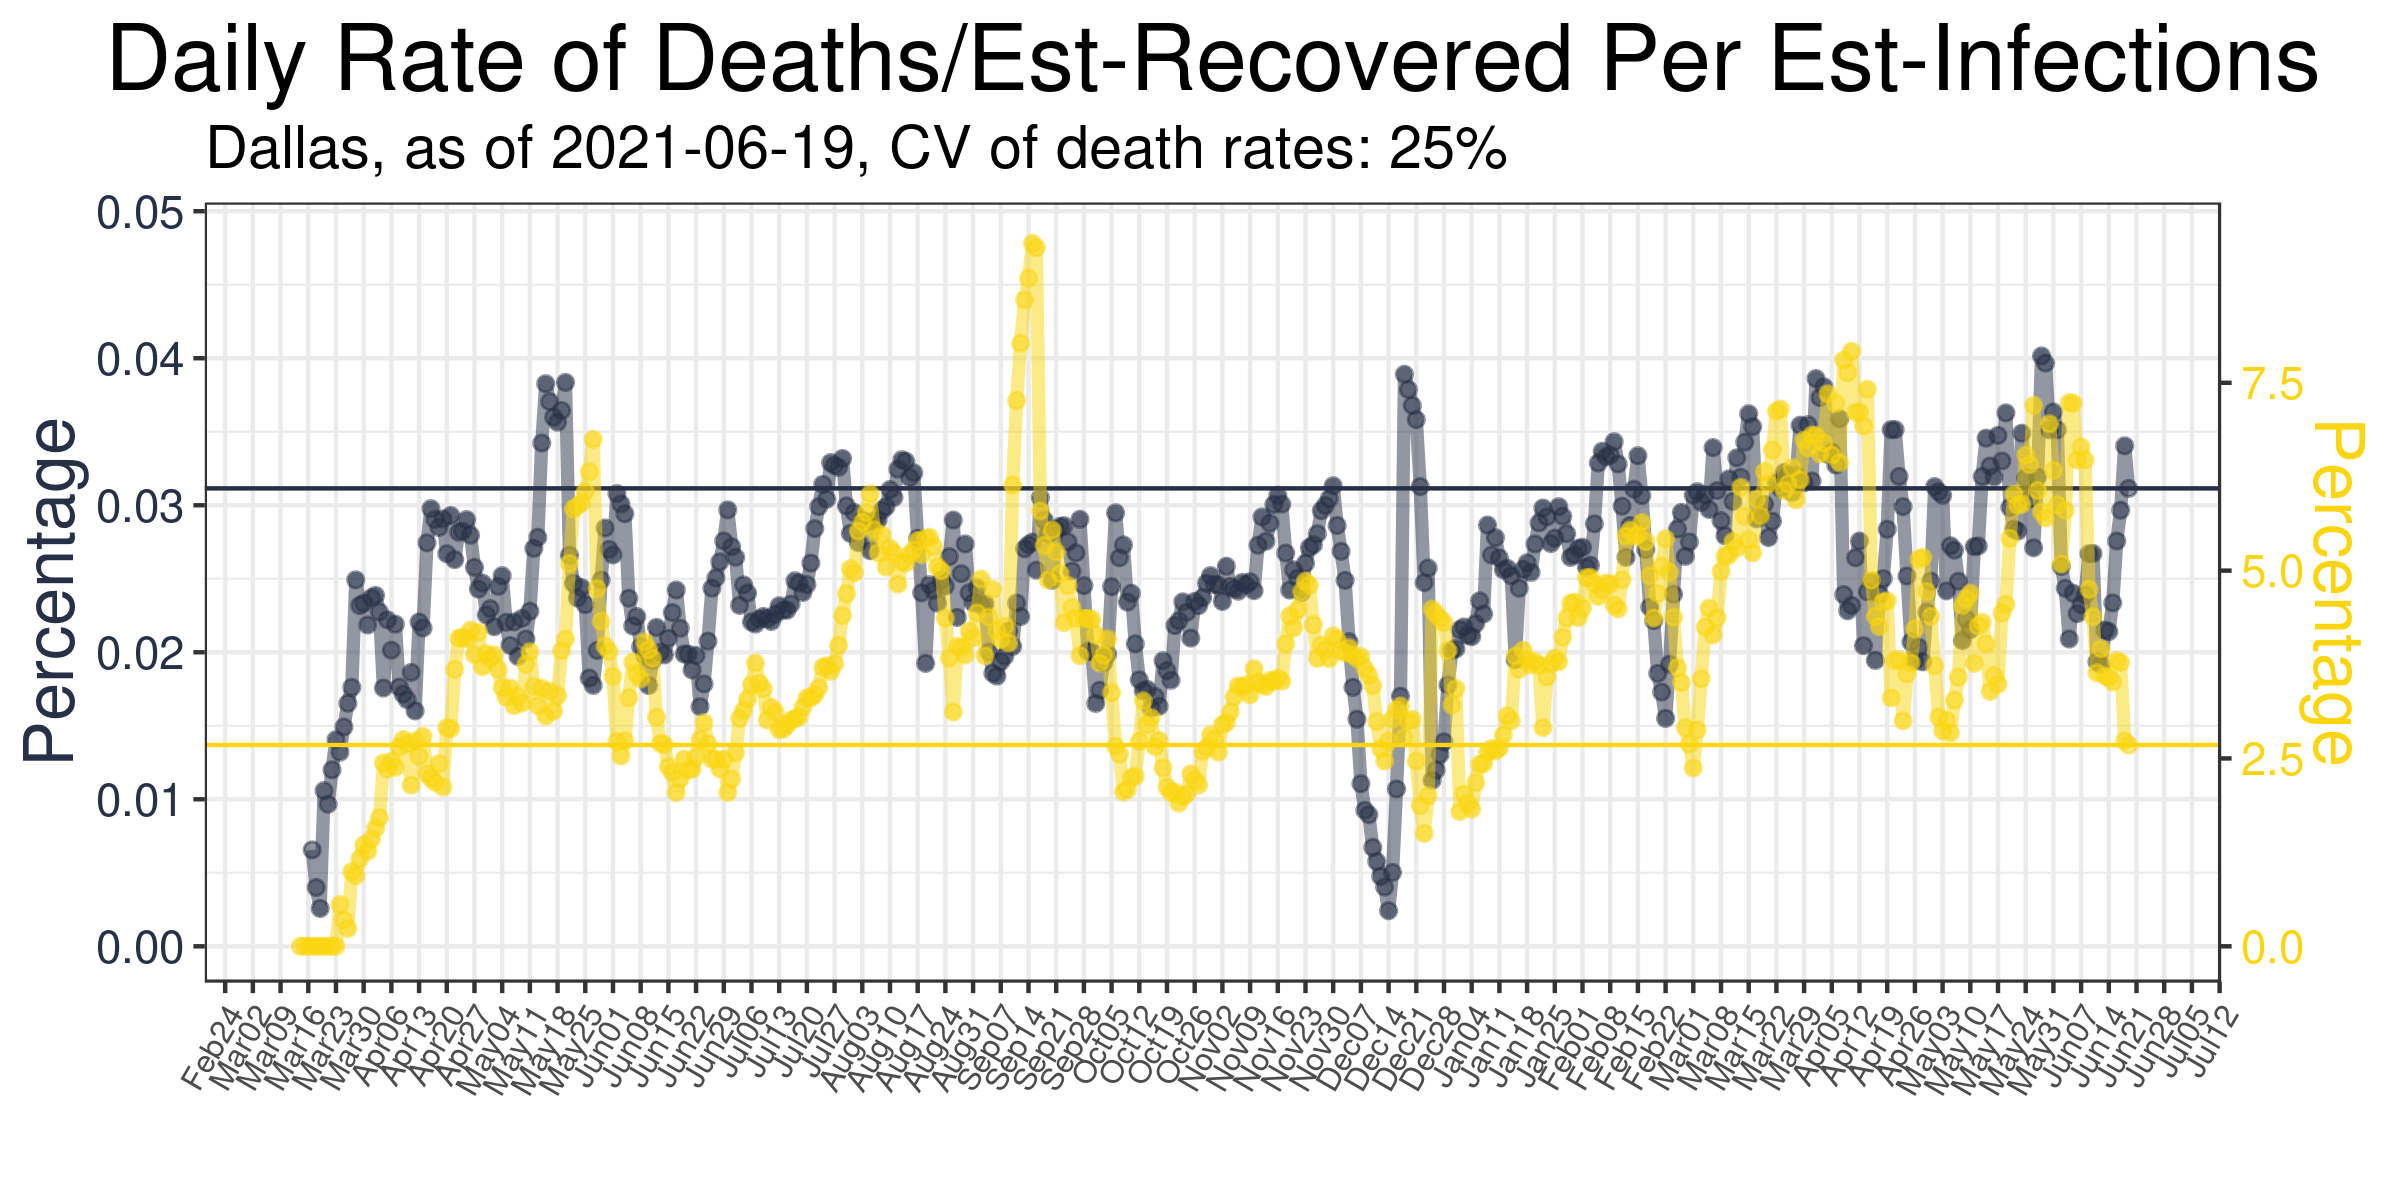 Daily Rate of Deaths/Est-Recovered Per Est-Infections
Dallas, as of 2021-06-19, CV of death rates: 25%
Percentage
0.05
0.04
0.03
0.02
0.01
0.00
7.5
5.0
2.5
0.0
Percentage
Feb24
Mar02
Mar09
Mar16
Mar23
Mar30
Apr06
Apr13
Apr20
Apr27
May04
May11
May18
May25
Jun01
Jun08
Jun15
Jun22
Jun29
Jul06
Jul13
Jul20
Jul27
Aug03
Aug10
Aug17
Aug24
Aug31
Sep07
Sep14
Sep21
Sep28
Oct05
Oct12
Oct19
Oct26
Nov02
Nov09
Nov16
Nov23
Nov30
Dec07
Dec14
Dec21
Dec28
Jan04
Jan11
Jan18
Jan25
Feb01
Feb08
Feb15
Feb22
Mar01
Mar08
Mar15
Mar22
Mar29
Apr05
Apr12
Apr19
Apr26
May03
May10
May17
May24
May31
Jun07
Jun14
Jun21
Jun28
Jul05
Jul12